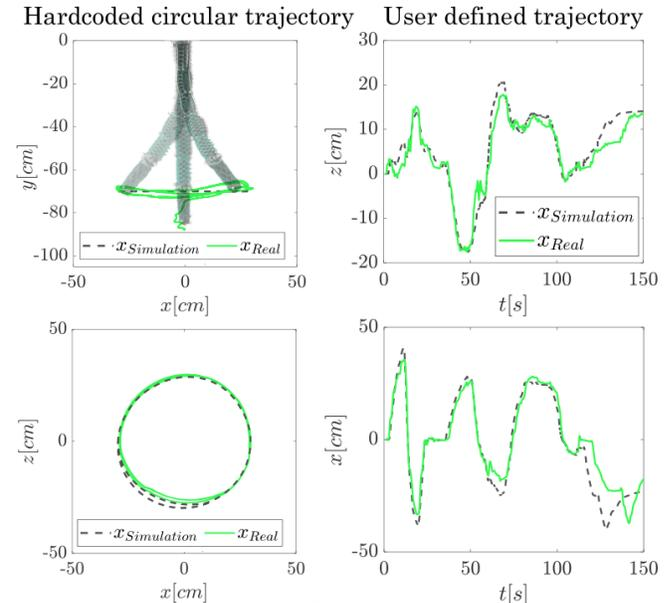 Hardcoded circular trajectory
User defined trajectory
0
-20
-40
-60
-80
-100
y[cm]
x_Simulation x_Real
-50 0 50
x[cm]
30
20
10
0
-10
-20
z[cm]
x_Simulation
x_Real
0 50 100 150
t[s]
50
0
-50
z[cm]
x_Simulation x_Real
-50 0 50
x[cm]
50
0
-50
x[cm]
0 50 100 150
t[s]